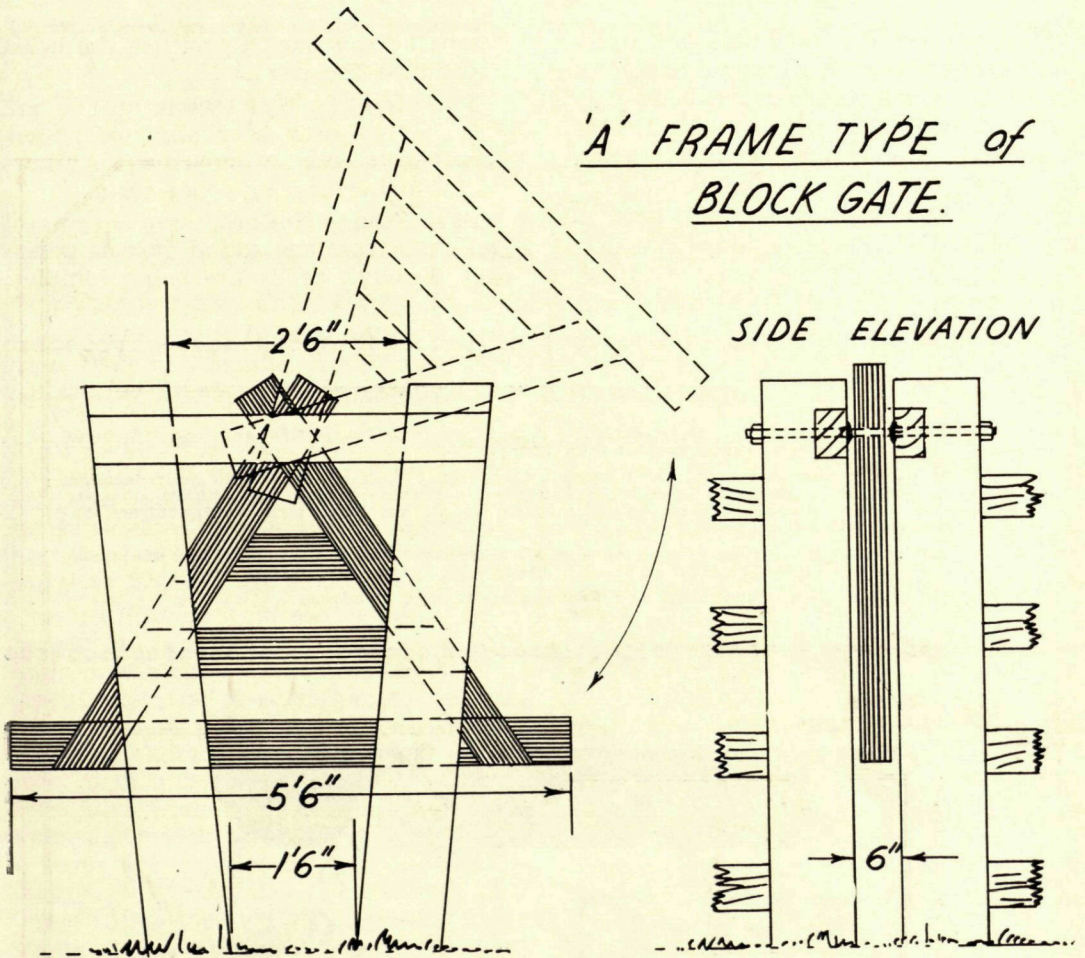 'A' FRAME TYPE of
BLOCK GATE.
2'6"
SIDE ELEVATION
5'6"
1'6"
6"